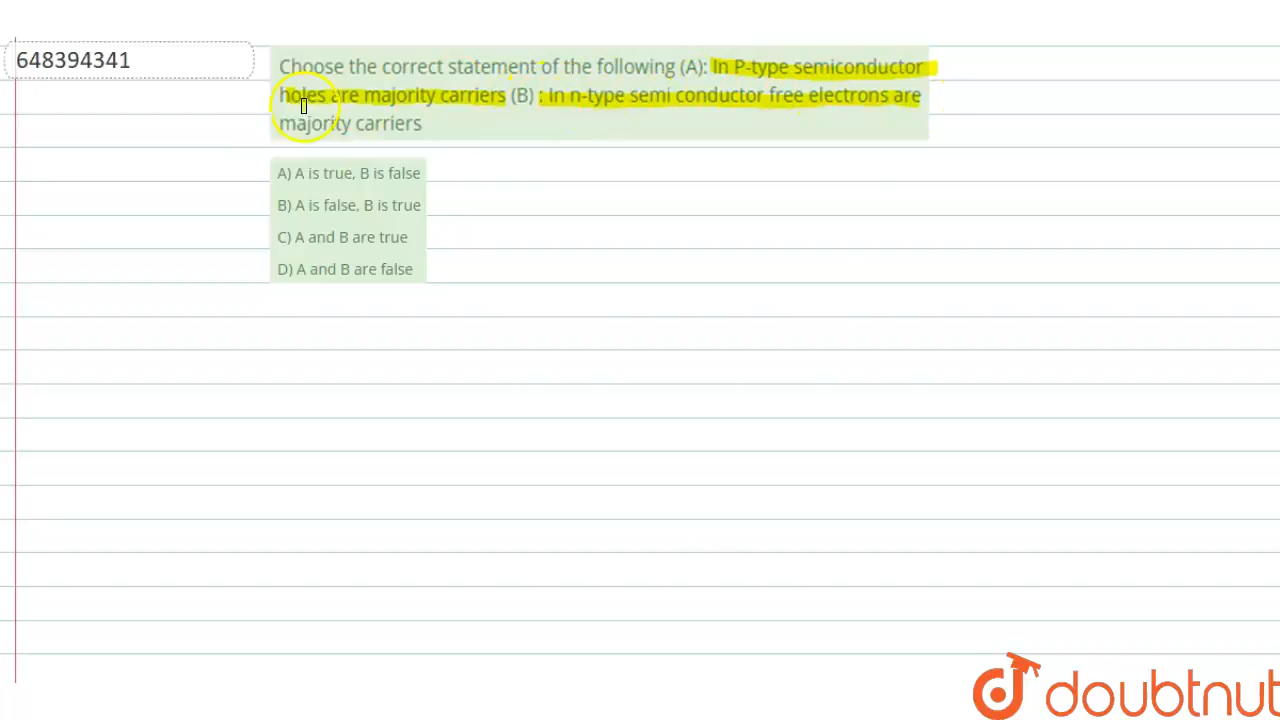 648394341
Choose the correct statement of the following (A): In P-type semiconductor
holes are majority carriers (B) : In n-type semi conductor free electrons are
majority carriers
A) A is true, B is false
B) A is false, B is true
C) A and B are true
D) A and B are false
doubtnut